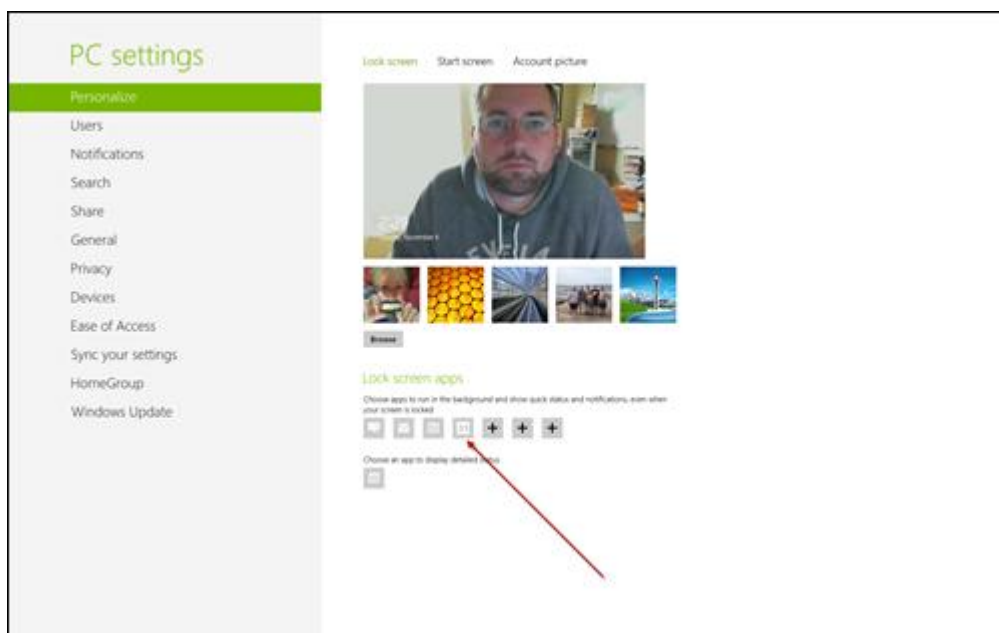 PC settings
Personalize
Users
Notifications
Search
Share
General
Privacy
Devices
Ease of Access
Sync your settings
HomeGroup
Windows Update
Lock screen Start screen Account picture
Browse
Lock screen apps
Choose apps to run in the background and show quick status and notifications, even when
your screen is locked
Choose an app to display detailed status